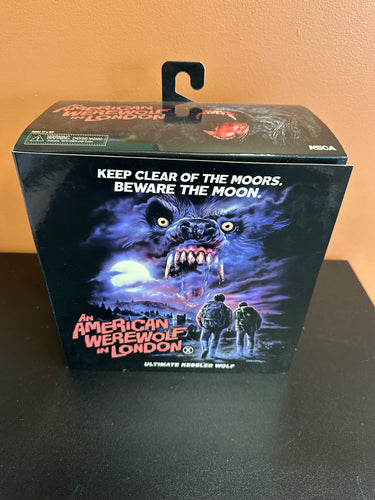 AN
AMERICAN
WEREWOLF
IN LONDON
NECA
KEEP CLEAR OF THE MOORS.
BEWARE THE MOON.
AN
AMERICAN
WEREWOLF
IN LONDON
ULTIMATE KESSLER WOLF